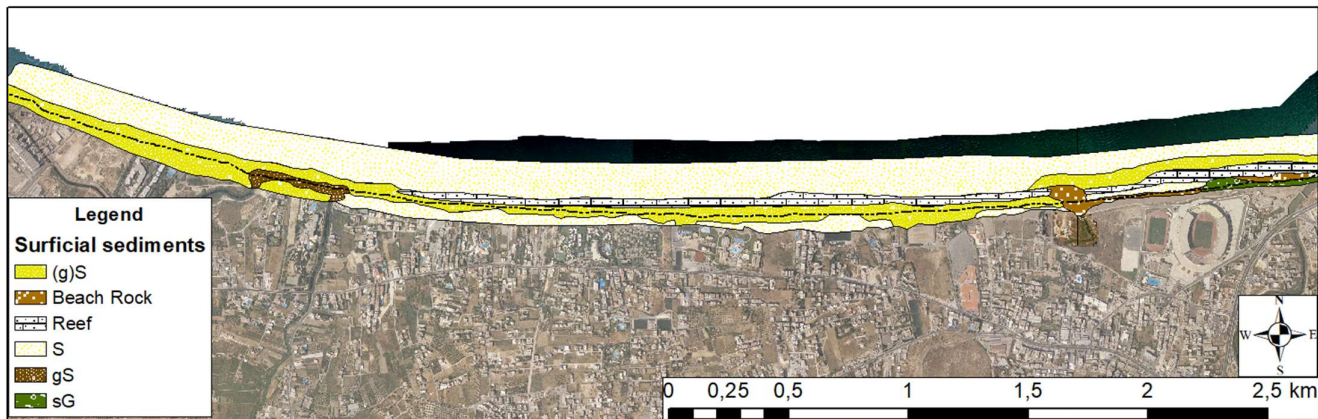 Legend
Surficial sediments
(g)S
Beach Rock
Reef
S
gS
sG
N
W E
S
0 0,25 0,5 1 1,5 2 2,5 km